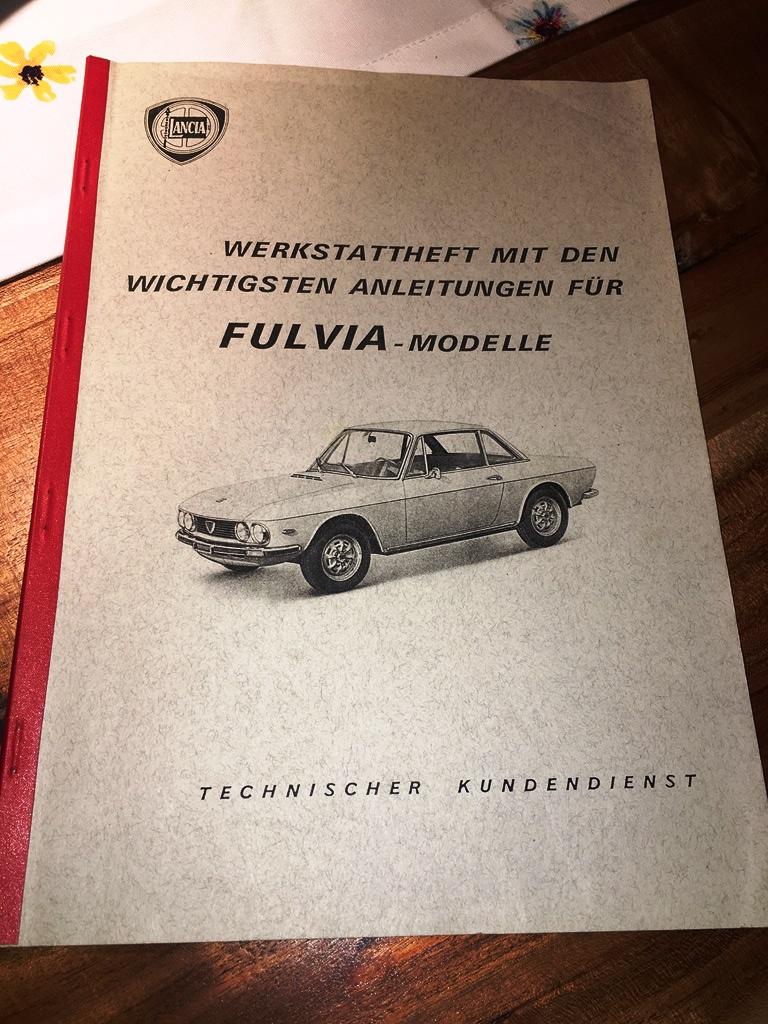 LANCIA
WERKSTATTHEFT MIT DEN
WICHTIGSTEN ANLEITUNGEN FÜR
FULVIA - MODELLE
TECHNISCHER KUNDENDIENST